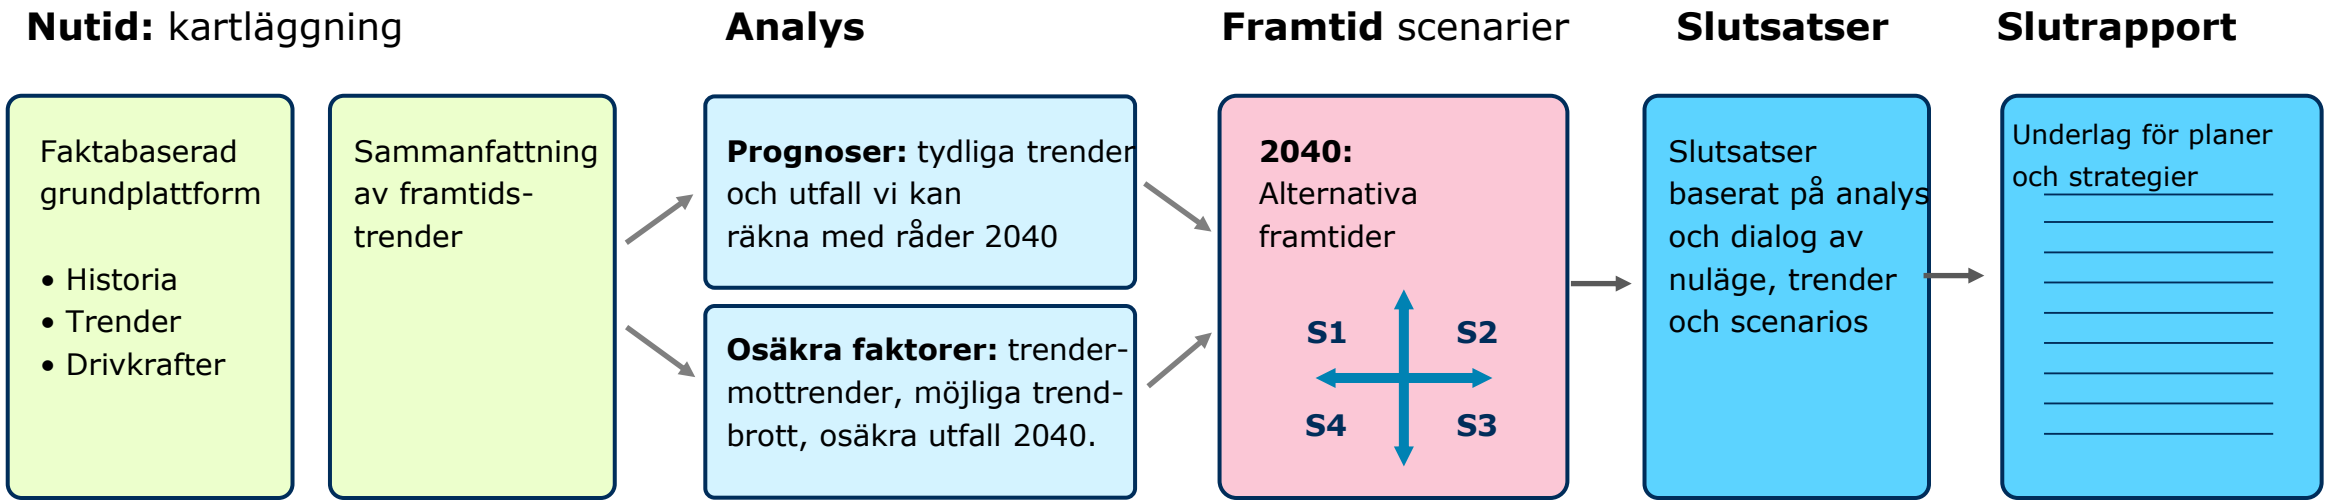 Nutid: kartläggning
Analys
Framtid scenarier
Slutsatser
Slutrapport
Faktabaserad
grundplattform
• Historia
• Trender
• Drivkrafter
Sammanfattning
av framtids-
trender
Prognoser: tydliga trender
och utfall vi kan
räkna med råder 2040
Osäkra faktorer: trender-
mottrender, möjliga trend-
brott, osäkra utfall 2040.
2040:
Alternativa
framtider
S1 S2
S4 S3
Slutsatser
baserat på analys
och dialog av
nuläge, trender
och scenarios
Underlag för planer
och strategier